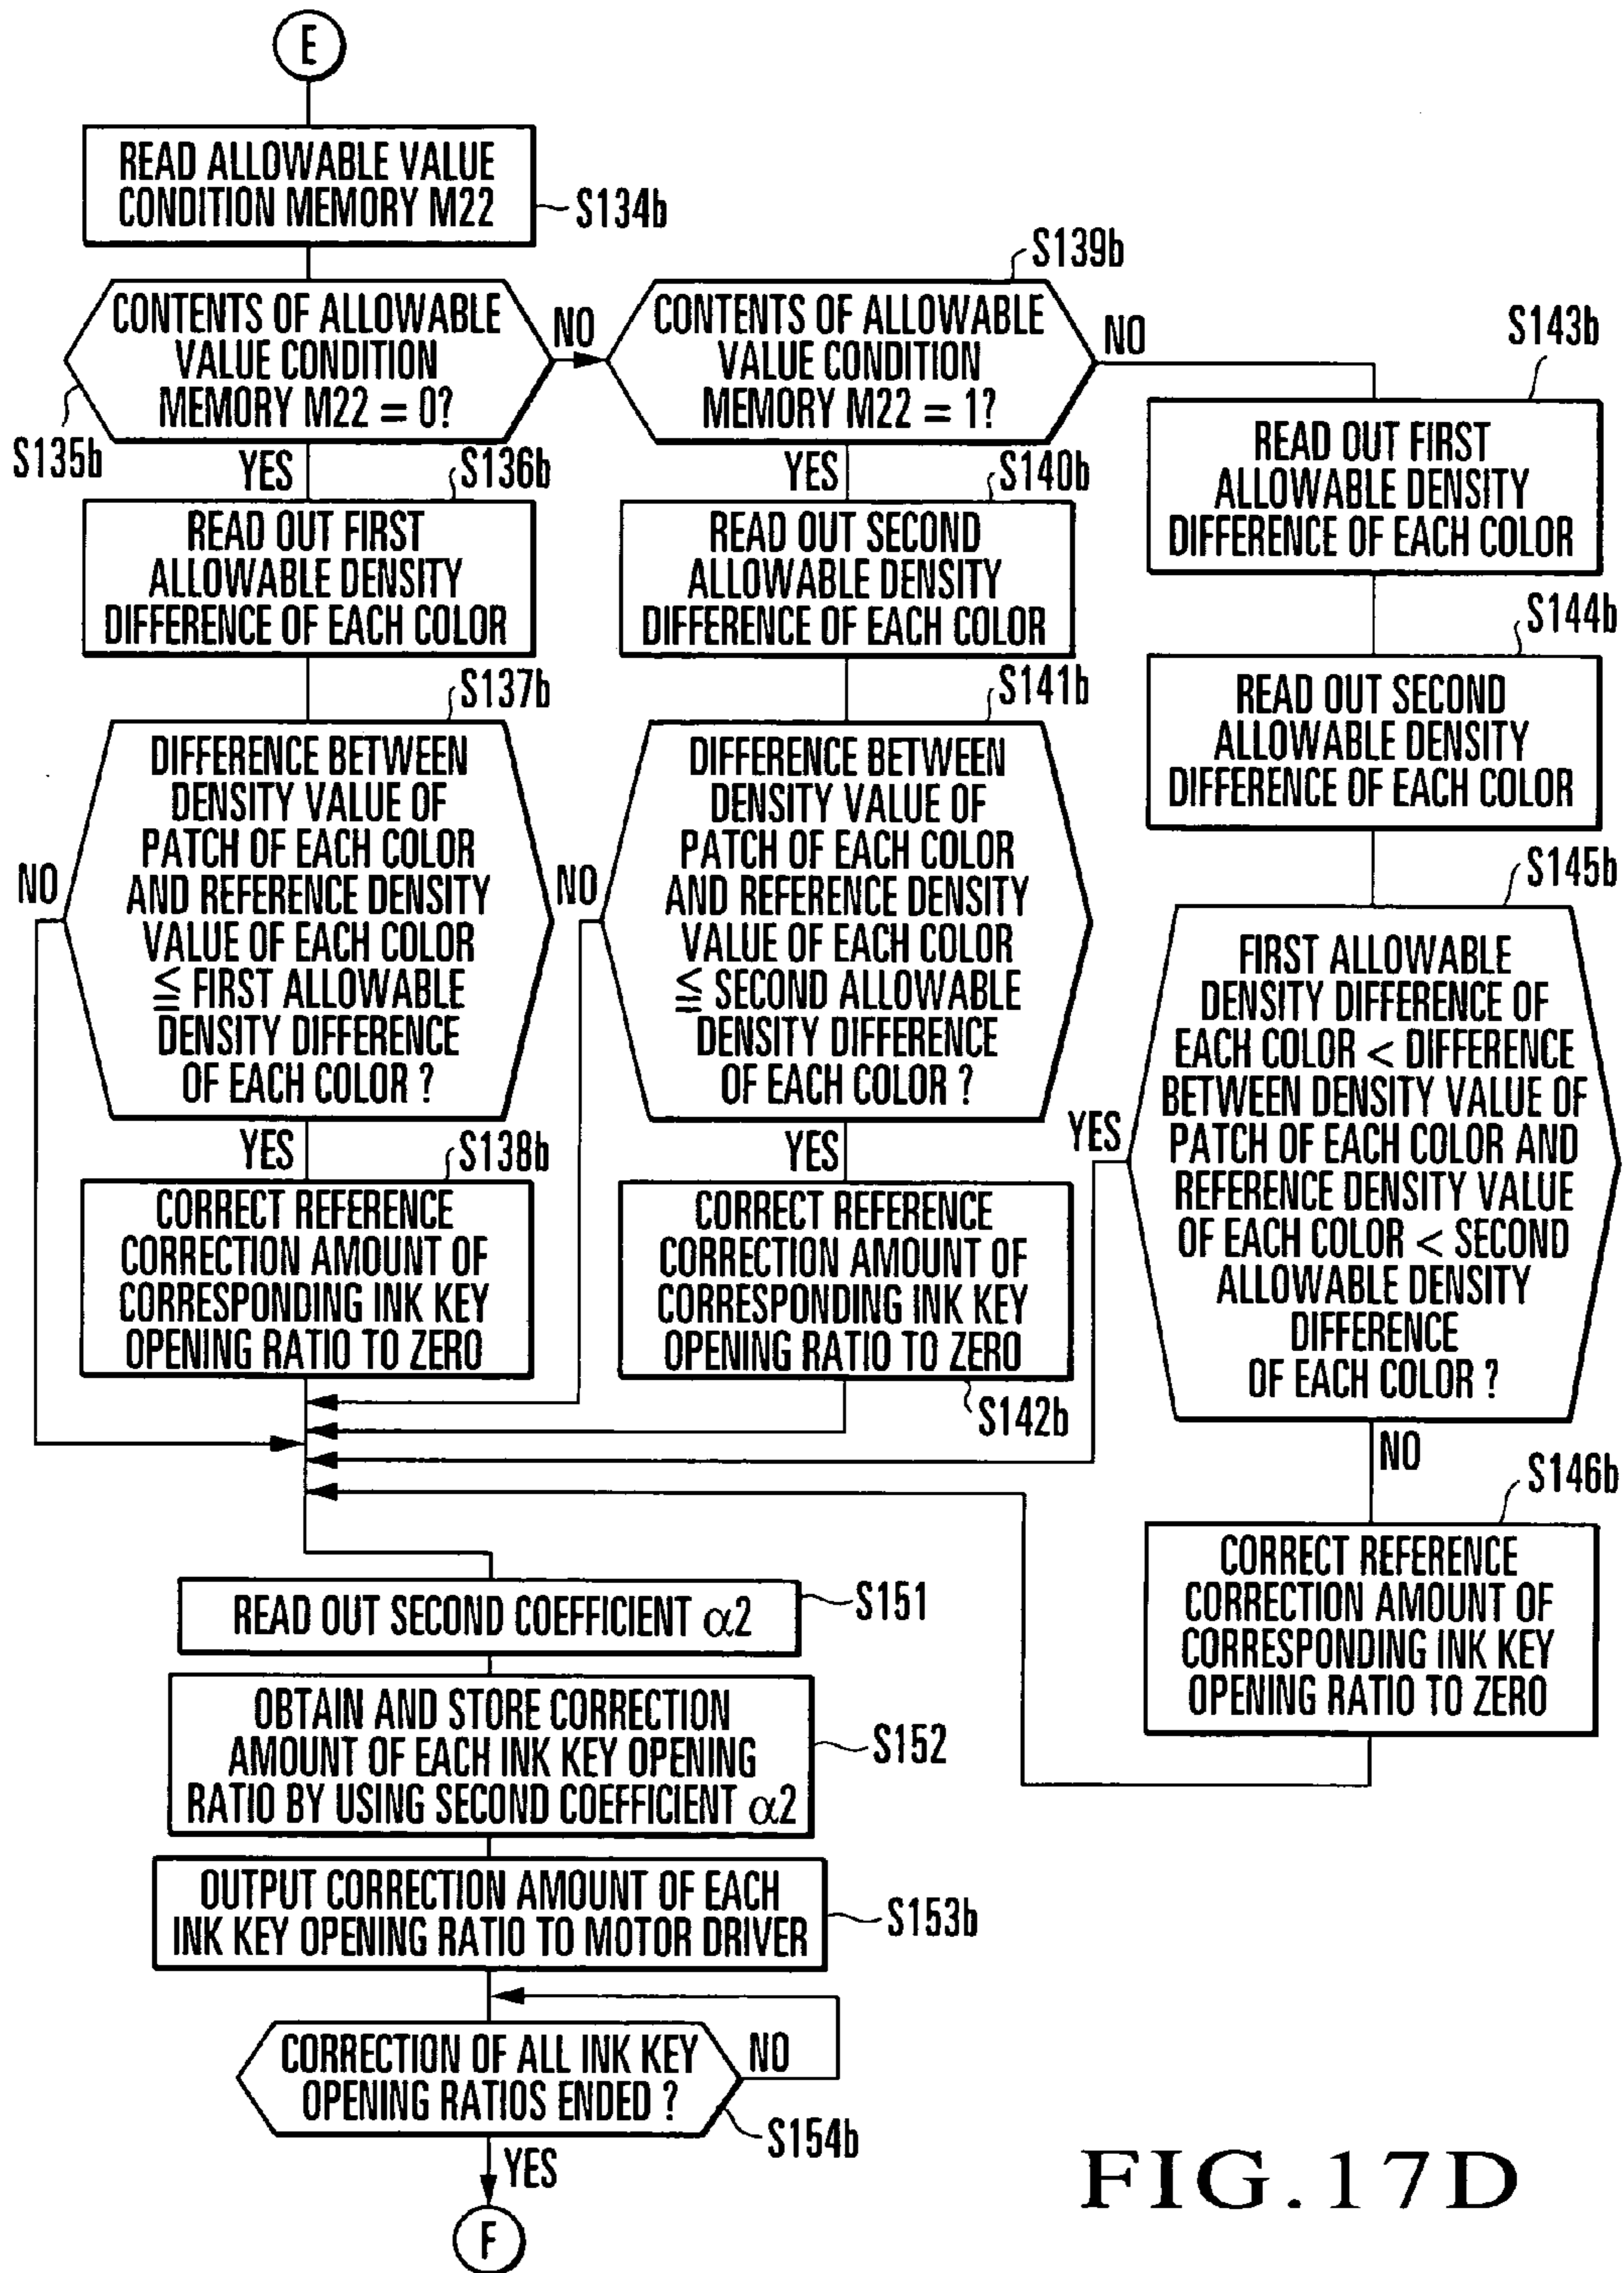 E
READ ALLOWABLE VALUE
CONDITION MEMORY M22
S134b
CONTENTS OF ALLOWABLE
VALUE CONDITION
MEMORY M22 = 0?
S135b
NO
YES
S136b
READ OUT FIRST
ALLOWABLE DENSITY
DIFFERENCE OF EACH COLOR
S137b
DIFFERENCE BETWEEN
DENSITY VALUE OF
PATCH OF EACH COLOR
AND REFERENCE DENSITY
VALUE OF EACH COLOR
≦ FIRST ALLOWABLE
DENSITY DIFFERENCE
OF EACH COLOR ?
NO
YES
S138b
CORRECT REFERENCE
CORRECTION AMOUNT OF
CORRESPONDING INK KEY
OPENING RATIO TO ZERO
S139b
CONTENTS OF ALLOWABLE
VALUE CONDITION
MEMORY M22 = 1?
NO
YES
S140b
READ OUT SECOND
ALLOWABLE DENSITY
DIFFERENCE OF EACH COLOR
S141b
DIFFERENCE BETWEEN
DENSITY VALUE OF
PATCH OF EACH COLOR
AND REFERENCE DENSITY
VALUE OF EACH COLOR
≦ SECOND ALLOWABLE
DENSITY DIFFERENCE
OF EACH COLOR ?
NO
YES
CORRECT REFERENCE
CORRECTION AMOUNT OF
CORRESPONDING INK KEY
OPENING RATIO TO ZERO
S142b
S143b
READ OUT FIRST
ALLOWABLE DENSITY
DIFFERENCE OF EACH COLOR
S144b
READ OUT SECOND
ALLOWABLE DENSITY
DIFFERENCE OF EACH COLOR
S145b
FIRST ALLOWABLE
DENSITY DIFFERENCE OF
EACH COLOR < DIFFERENCE
BETWEEN DENSITY VALUE OF
PATCH OF EACH COLOR AND
REFERENCE DENSITY VALUE
OF EACH COLOR < SECOND
ALLOWABLE DENSITY
DIFFERENCE
OF EACH COLOR ?
YES
NO
S146b
CORRECT REFERENCE
CORRECTION AMOUNT OF
CORRESPONDING INK KEY
OPENING RATIO TO ZERO
READ OUT SECOND COEFFICIENT α2
S151
OBTAIN AND STORE CORRECTION
AMOUNT OF EACH INK KEY OPENING
RATIO BY USING SECOND COEFFICIENT α2
S152
OUTPUT CORRECTION AMOUNT OF EACH
INK KEY OPENING RATIO TO MOTOR DRIVER
S153b
CORRECTION OF ALL INK KEY
OPENING RATIOS ENDED ?
NO
S154b
YES
F
FIG.17D